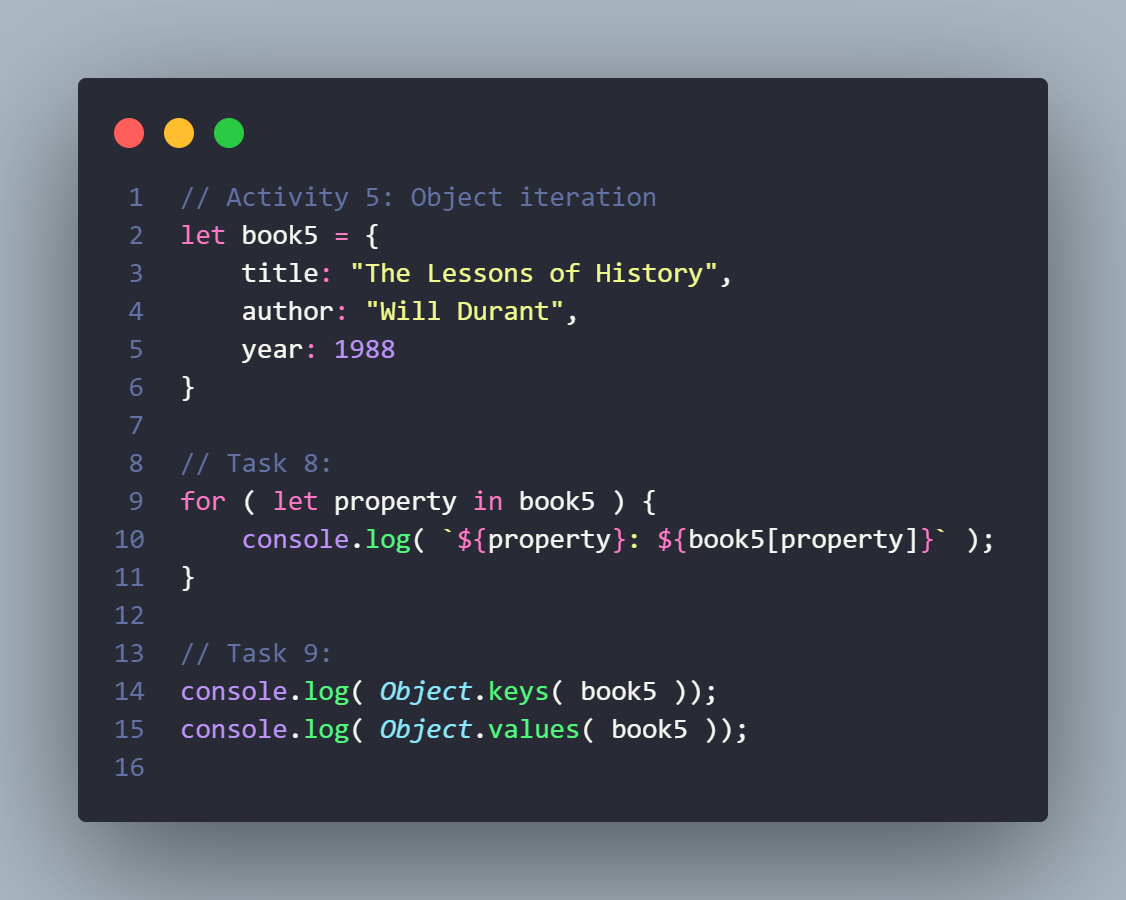 1 // Activity 5: Object iteration
2 let book5 = {
3     title: "The Lessons of History",
4     author: "Will Durant",
5     year: 1988
6 }
7
8 // Task 8:
9 for ( let property in book5 ) {
10     console.log( `${property}: ${book5[property]}` );
11 }
12
13 // Task 9:
14 console.log( Object.keys( book5 ));
15 console.log( Object.values( book5 ));
16